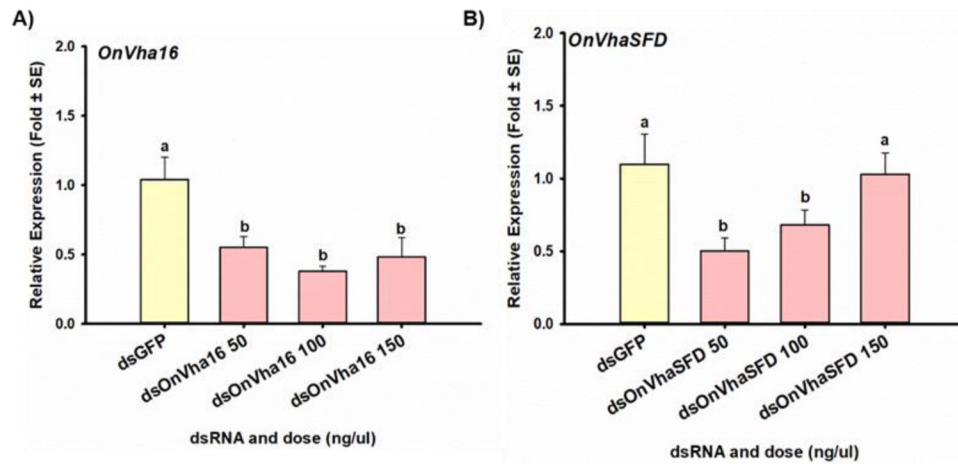 A)
OnVha16
Relative Expression (Fold ± SE)
2.0
1.5
1.0
0.5
0.0
a
b
b
b
dsGFP
dsOnVha16 50
dsOnVha16 100
dsOnVha16 150
dsRNA and dose (ng/ul)
B)
OnVhaSFD
Relative Expression (Fold ± SE)
2.0
1.5
1.0
0.5
0.0
a
b
b
a
dsGFP
dsOnVhaSFD 50
dsOnVhaSFD 100
dsOnVhaSFD 150
dsRNA and dose (ng/ul)